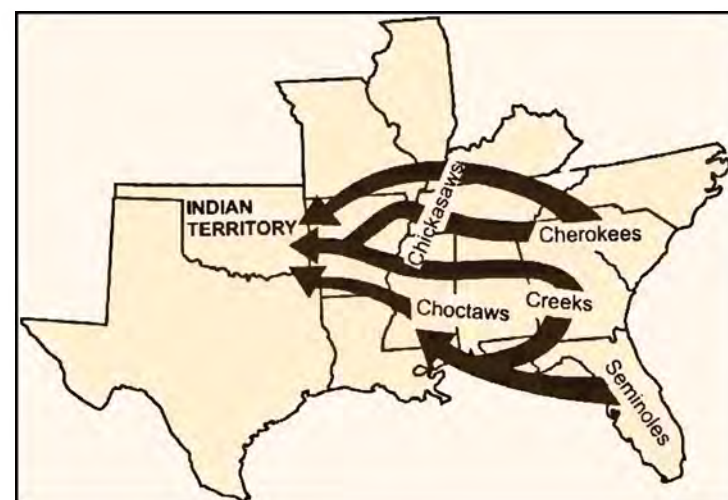 INDIAN
TERRITORY
Chickasaws
Cherokees
Choctaws
Creeks
Seminoles